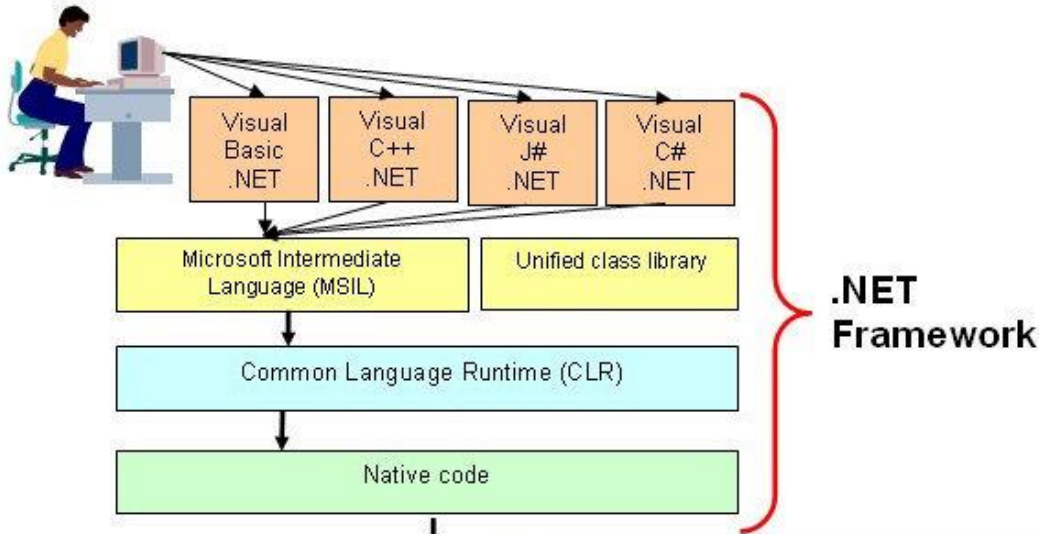 Visual
Basic
.NET
Visual
C++
.NET
Visual
J#
.NET
Visual
C#
.NET
Microsoft Intermediate
Language (MSIL)
Unified class library
.NET
Framework
Common Language Runtime (CLR)
Native code